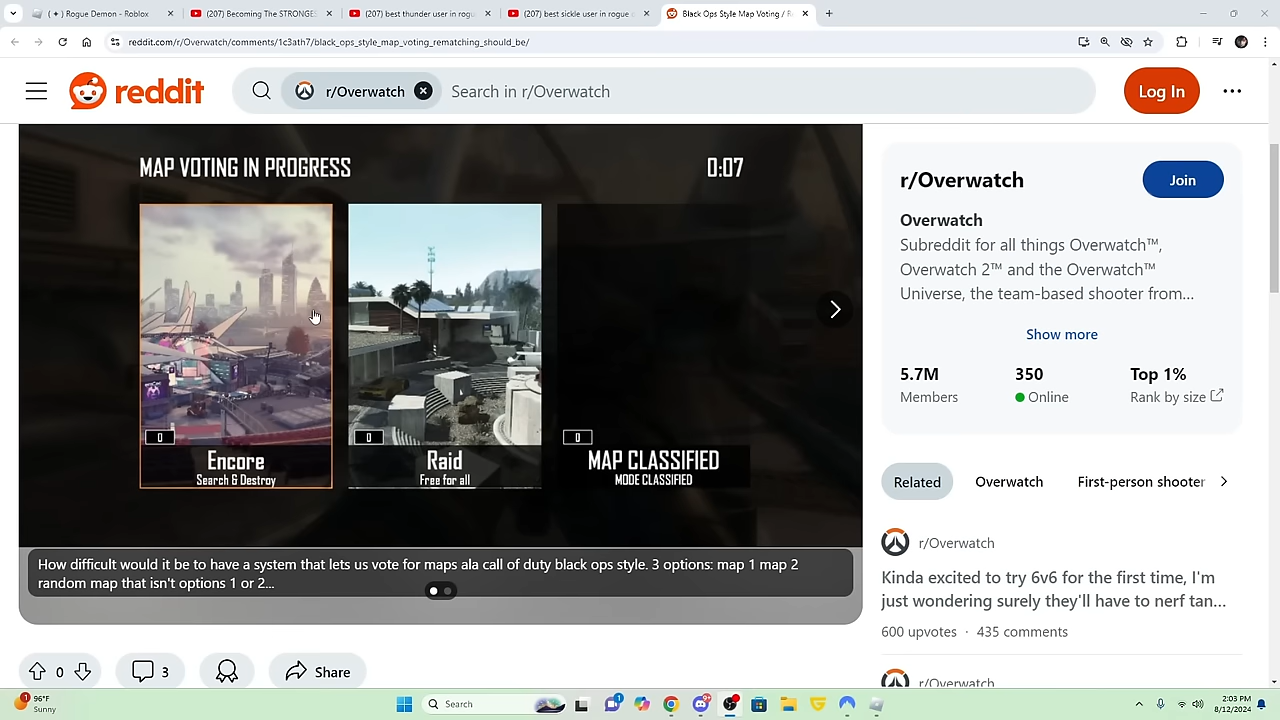 (207) Rogue Demon - Roblox
(207) Becoming The STRONGES
(207) best thunder user in rogu
(207) best sickle user in rogue
Black Ops Style Map Voting / R
reddit.com/r/Overwatch/comments/1c3ath7/black_ops_style_map_voting_rematching_should_be/
reddit
r/Overwatch
Search in r/Overwatch
Log In
MAP VOTING IN PROGRESS
0:07
0
Encore
Search & Destroy
0
Raid
Free for all
0
MAP CLASSIFIED
MODE CLASSIFIED
How difficult would it be to have a system that lets us vote for maps ala call of duty black ops style. 3 options: map 1 map 2
random map that isn't options 1 or 2...
0
3
Share
r/Overwatch
Join
Overwatch
Subreddit for all things Overwatch™,
Overwatch 2™ and the Overwatch™
Universe, the team-based shooter from...
Show more
5.7M
Members
350
Online
Top 1%
Rank by size
Related
Overwatch
First-person shooter
r/Overwatch
Kinda excited to try 6v6 for the first time, I'm
just wondering surely they'll have to nerf tan...
600 upvotes · 435 comments
r/Overwatch
96°F
Sunny
Search
2:03 PM
8/12/2024